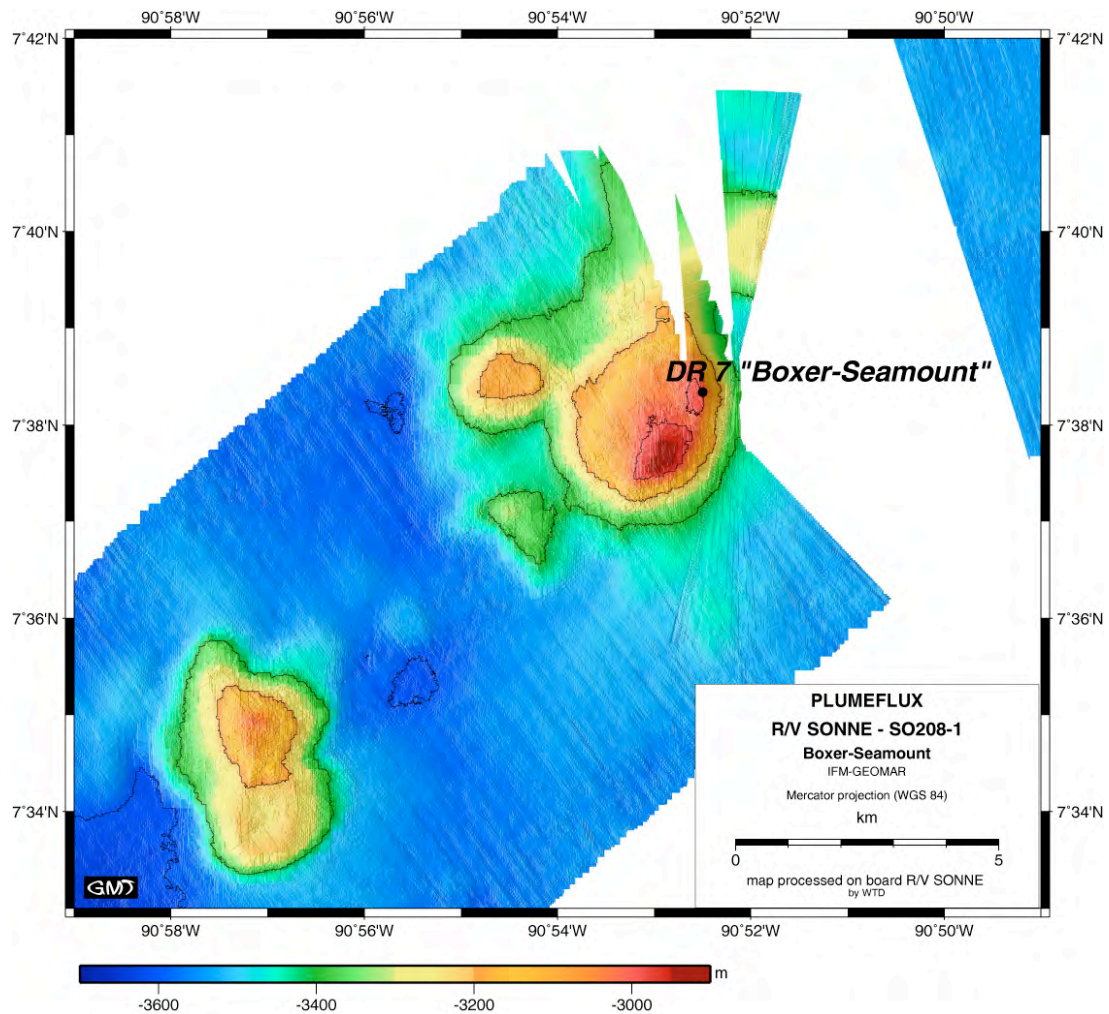 90°58'W 90°56'W 90°54'W 90°52'W 90°50'W
7°42'N 7°42'N
7°40'N 7°40'N
DR 7 "Boxer-Seamount"
7°38'N 7°38'N
7°36'N 7°36'N
PLUMEFLUX
R/V SONNE - SO208-1
Boxer-Seamount
IFM-GEOMAR
Mercator projection (WGS 84)
7°34'N 7°34'N
km
0 5
map processed on board R/V SONNE
by WTD
GMT
90°58'W 90°56'W 90°54'W 90°52'W 90°50'W
m
-3600 -3400 -3200 -3000